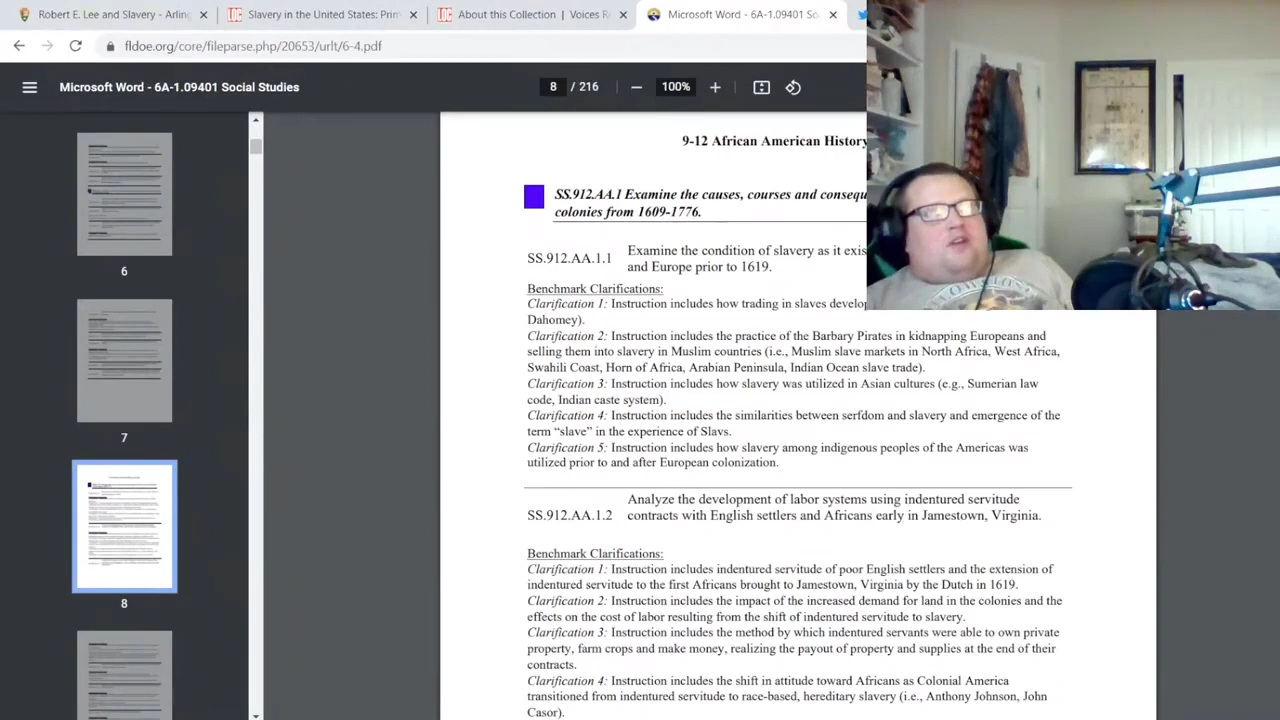 Robert E. Lee and Slavery - Arling
Slavery in the United States: Prim
About this Collection | Voices R
Microsoft Word - 6A-1.09401 So
fldoe.org/core/fileparse.php/20653/urlt/6-4.pdf
Microsoft Word - 6A-1.09401 Social Studies
8 / 216
100%
6
7
8
9-12 African American History
SS.912.AA.1 Examine the causes, courses and consequ
colonies from 1609-1776.
SS.912.AA.1.1
Examine the condition of slavery as it exis
and Europe prior to 1619.
Benchmark Clarifications:
Clarification 1: Instruction includes how trading in slaves develop
Dahomey).
Clarification 2: Instruction includes the practice of the Barbary Pirates in kidnapping Europeans and
selling them into slavery in Muslim countries (i.e., Muslim slave markets in North Africa, West Africa,
Swahili Coast, Horn of Africa, Arabian Peninsula, Indian Ocean slave trade).
Clarification 3: Instruction includes how slavery was utilized in Asian cultures (e.g., Sumerian law
code, Indian caste system).
Clarification 4: Instruction includes the similarities between serfdom and slavery and emergence of the
term “slave” in the experience of Slavs.
Clarification 5: Instruction includes how slavery among indigenous peoples of the Americas was
utilized prior to and after European colonization.
Analyze the development of labor systems using indentured servitude
SS.912.AA.1.2 contracts with English settlers and Africans early in Jamestown, Virginia.
Benchmark Clarifications:
Clarification 1: Instruction includes indentured servitude of poor English settlers and the extension of
indentured servitude to the first Africans brought to Jamestown, Virginia by the Dutch in 1619.
Clarification 2: Instruction includes the impact of the increased demand for land in the colonies and the
effects on the cost of labor resulting from the shift of indentured servitude to slavery.
Clarification 3: Instruction includes the method by which indentured servants were able to own private
property, farm crops and make money, realizing the payout of property and supplies at the end of their
contracts.
Clarification 4: Instruction includes the shift in attitude toward Africans as Colonial America
transitioned from indentured servitude to race-based, hereditary slavery (i.e., Anthony Johnson, John
Casor).